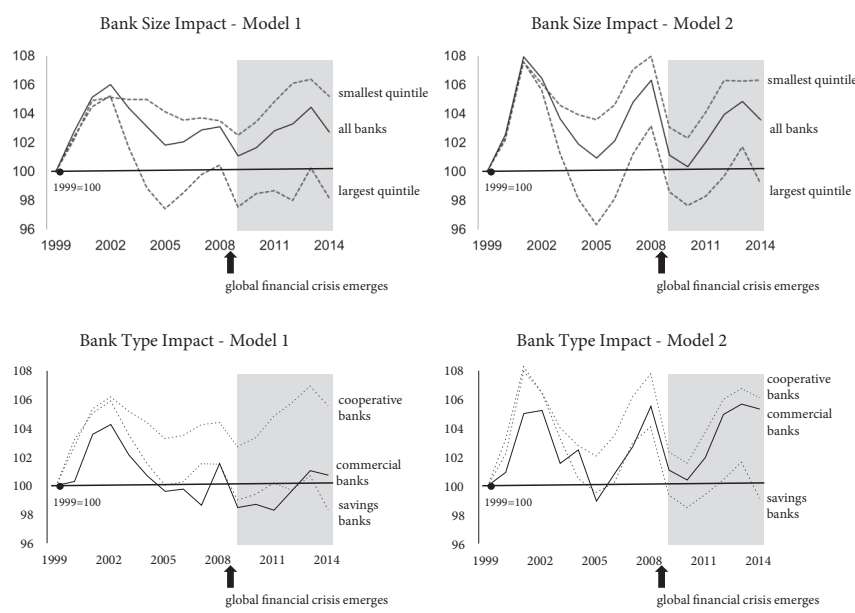 Bank Size Impact - Model 1
108
106
104
102
100
98
96
1999=100
smallest quintile
all banks
largest quintile
1999 2002 2005 2008 2011 2014
global financial crisis emerges
Bank Size Impact - Model 2
108
106
104
102
100
98
96
1999=100
smallest quintile
all banks
largest quintile
1999 2002 2005 2008 2011 2014
global financial crisis emerges
Bank Type Impact - Model 1
108
106
104
102
100
98
96
1999=100
cooperative
banks
commercial
banks
savings
banks
1999 2002 2005 2008 2011 2014
global financial crisis emerges
Bank Type Impact - Model 2
108
106
104
102
100
98
96
1999=100
cooperative
banks
commercial
banks
savings
banks
1999 2002 2005 2008 2011 2014
global financial crisis emerges